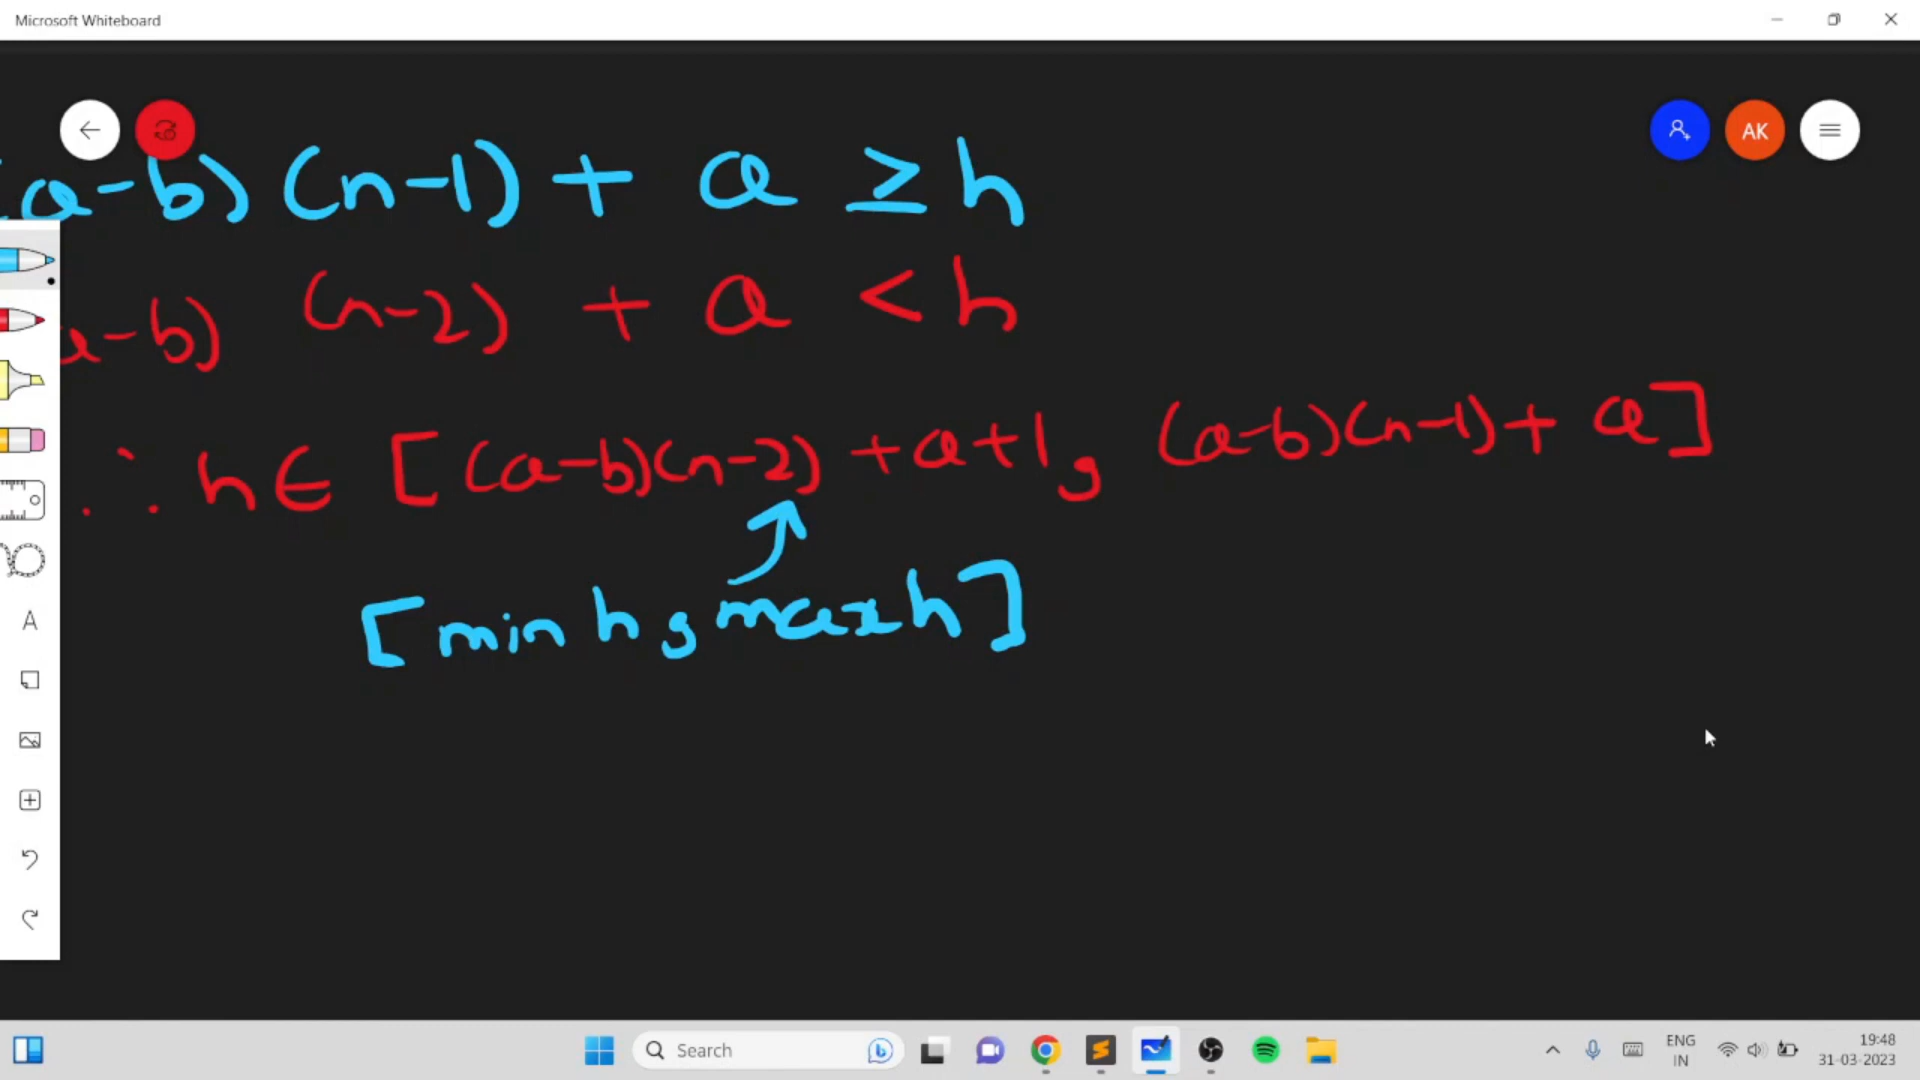 Microsoft Whiteboard
AK
(a-b) (n-1) + a ≥ h
a-b) (n-2) + a < h
∴ h ∈ [(a-b)(n-2) + a+1, (a-b)(n-1) + a]
[min h, max h]
A
Search
ENG
IN
19:48
31-03-2023